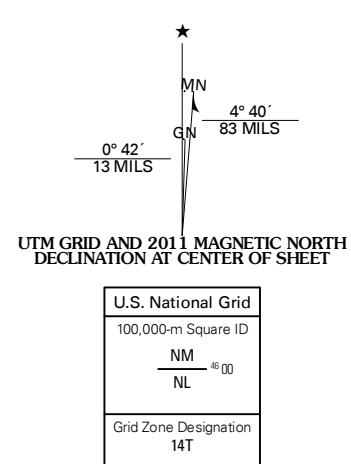 ★
MN
4° 40´
83 MILS
GN
0° 42´
13 MILS
UTM GRID AND 2011 MAGNETIC NORTH
DECLINATION AT CENTER OF SHEET
U.S. National Grid
100,000-m Square ID
NM
46 00
NL
Grid Zone Designation
14T